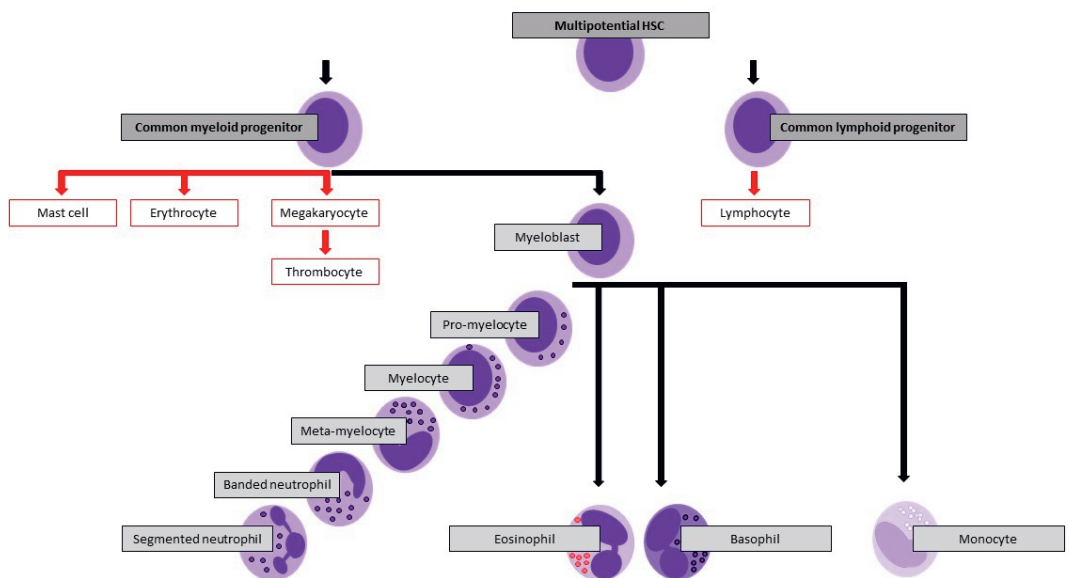 Multipotential HSC
Common myeloid progenitor
Common lymphoid progenitor
Mast cell
Erythrocyte
Megakaryocyte
Lymphocyte
Myeloblast
Thrombocyte
Pro-myelocyte
Myelocyte
Meta-myelocyte
Banded neutrophil
Segmented neutrophil
Eosinophil
Basophil
Monocyte